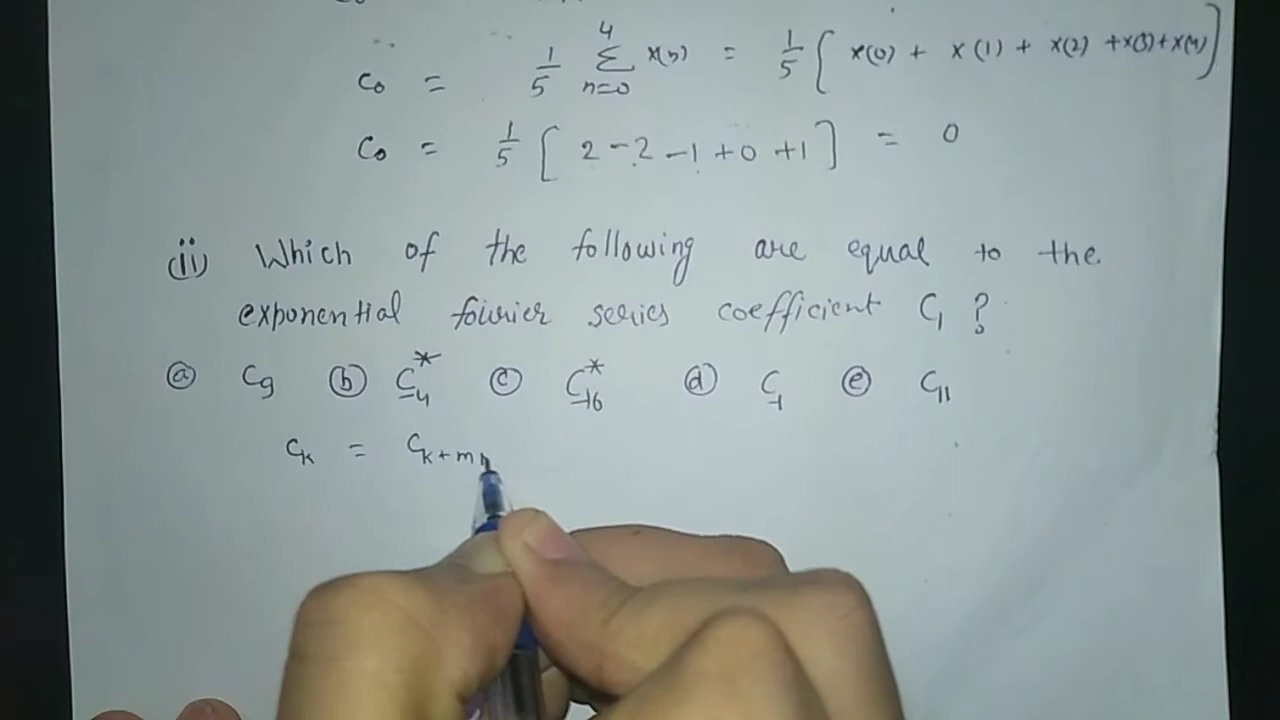 c₀ = 1/5 4 Σ n=0 x(n) = 1/5 [ x(0) + x(1) + x(2) + x(3) + x(4) ]
c₀ = 1/5 [ 2 - 2 - 1 + 0 + 1 ] = 0
(ii) Which of the following are equal to the
exponential fourier series coefficient C₁ ?
ⓐ C₉ ⓑ C₋₄* ⓒ C₋₁₆* ⓓ C₋₁ ⓔ C₁₁
Cₖ = Cₖ₊ₘ